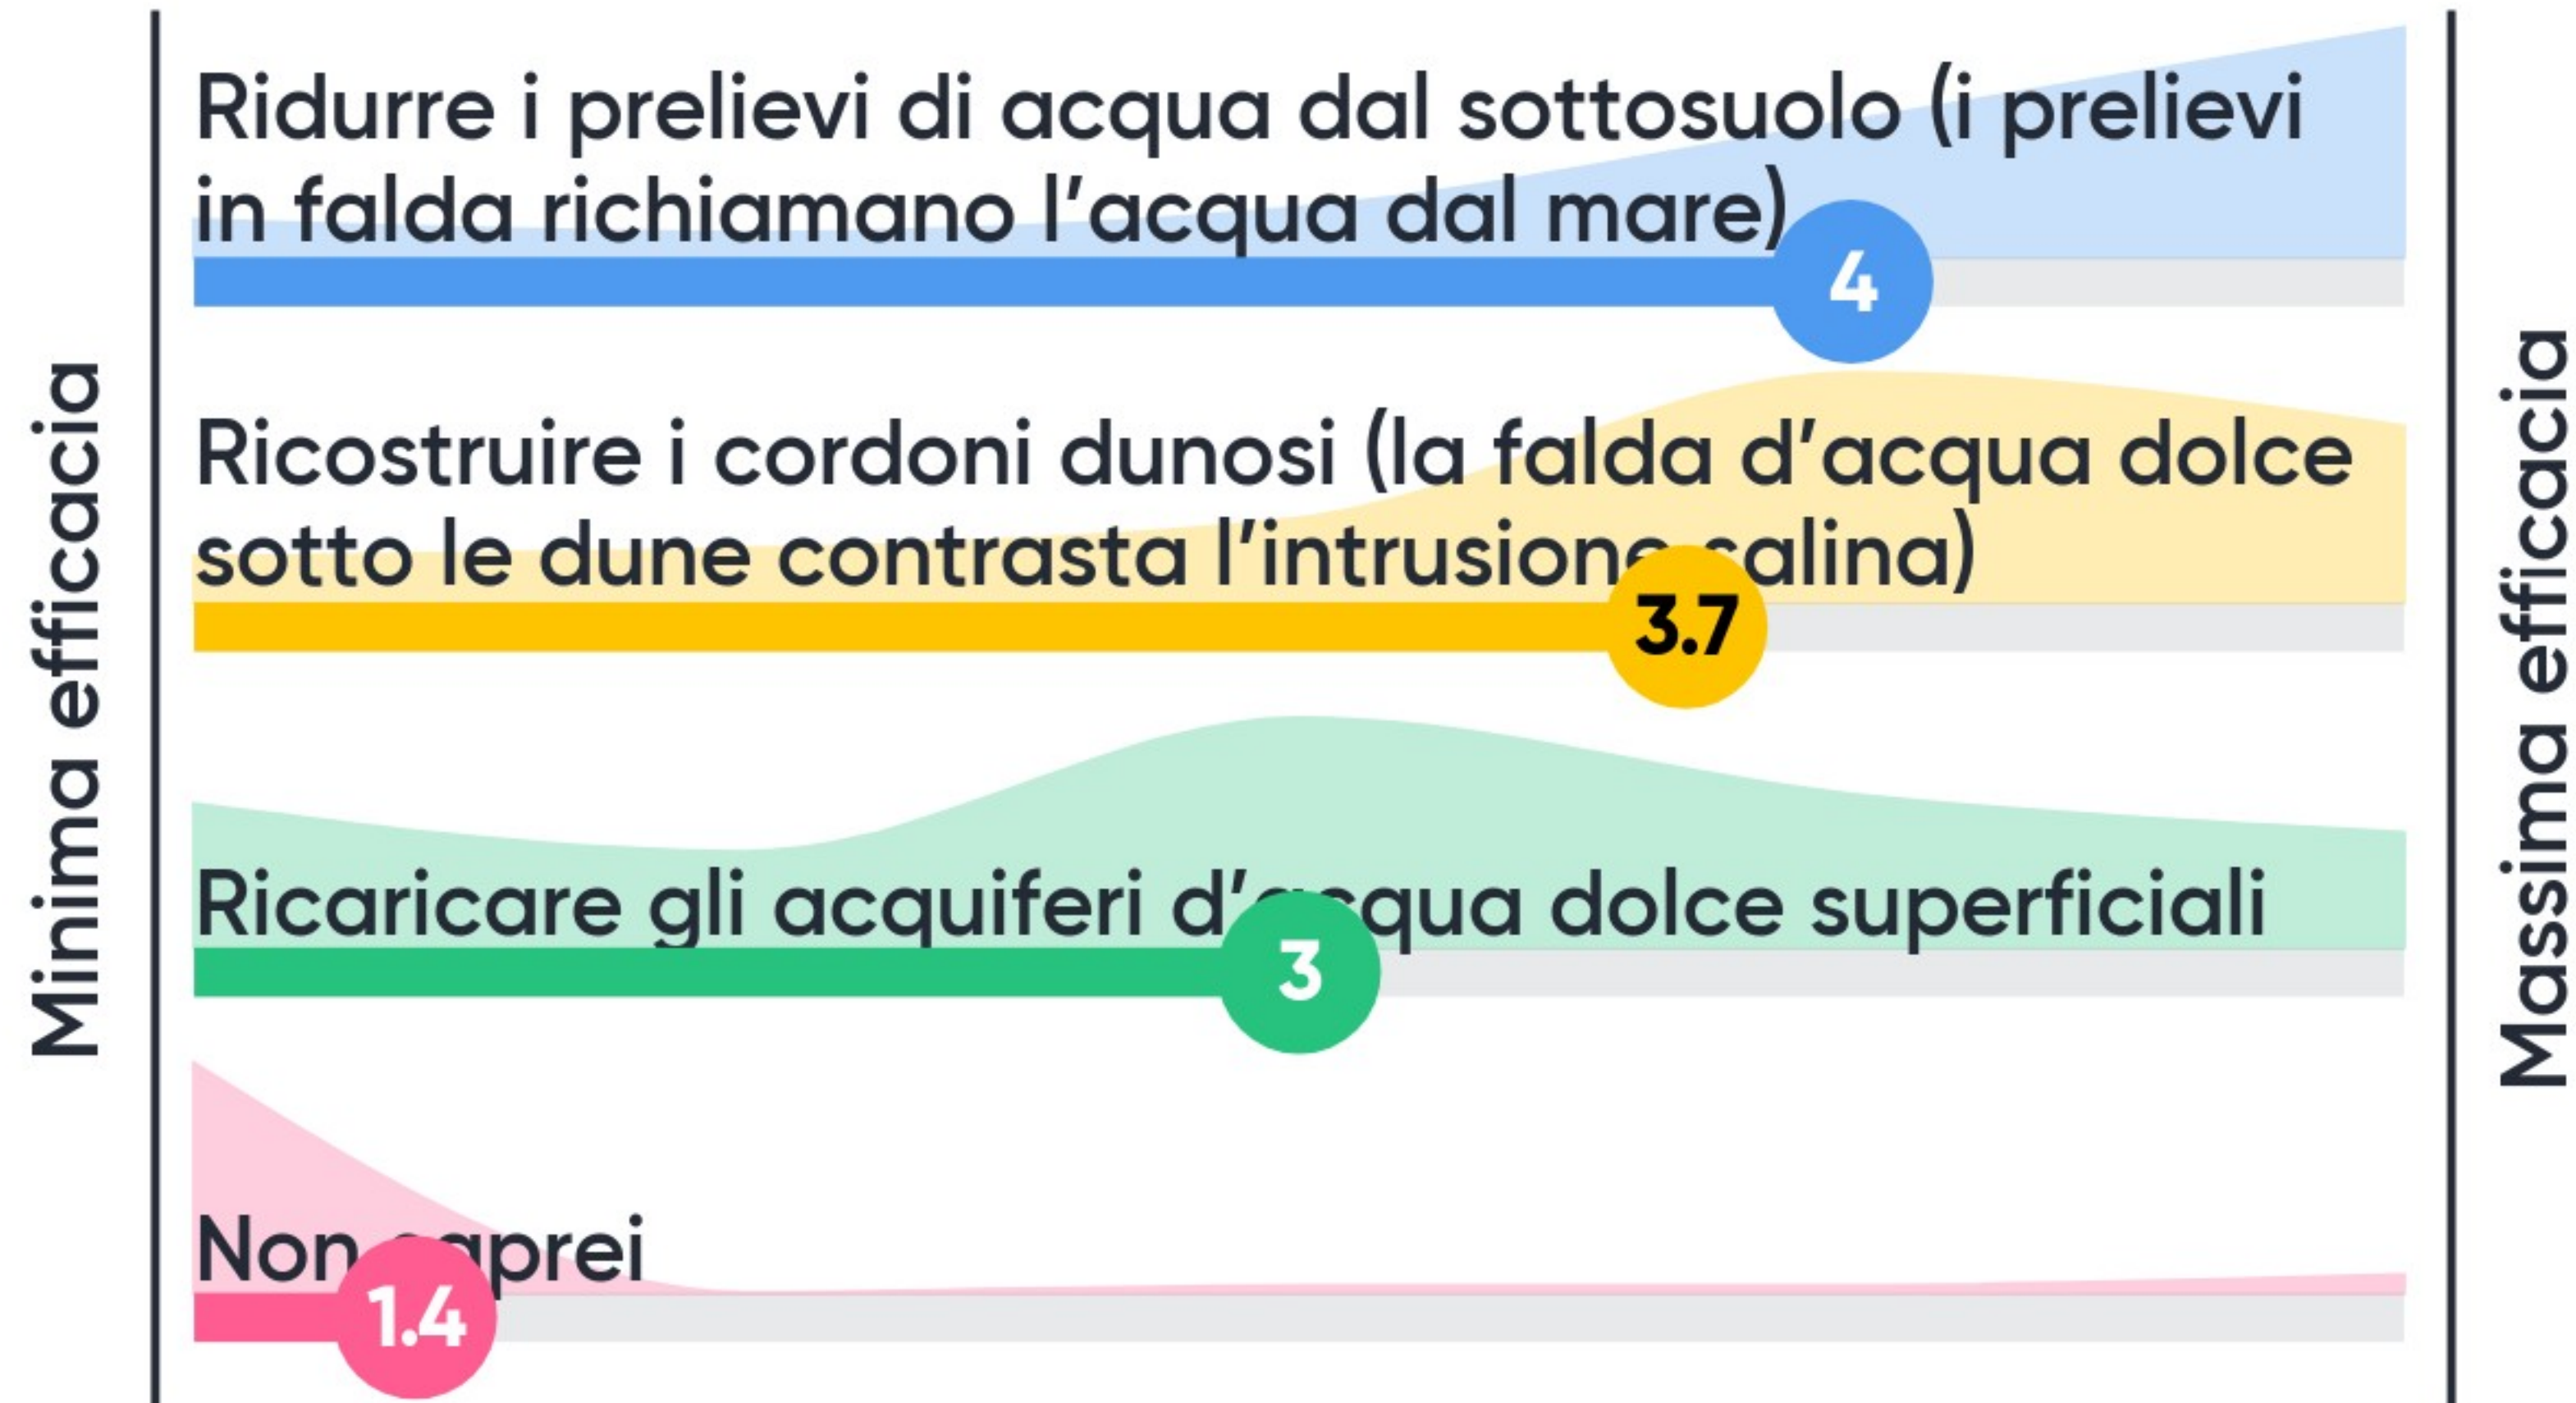 Minima efficacia
Ridurre i prelievi di acqua dal sottosuolo (i prelievi
in falda richiamano l’acqua dal mare)
4
Ricostruire i cordoni dunosi (la falda d’acqua dolce
sotto le dune contrasta l’intrusione salina)
3.7
Ricaricare gli acquiferi d’acqua dolce superficiali
3
Non saprei
1.4
Massima efficacia